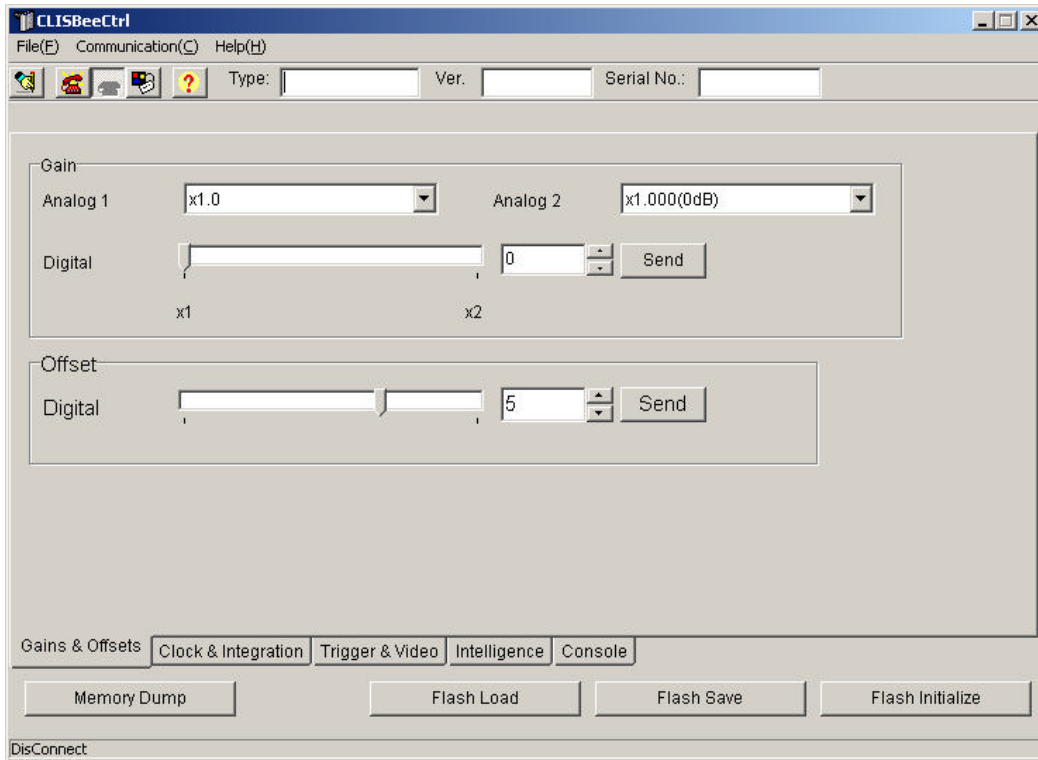 CLISBeeCtrl
File(F) Communication(C) Help(H)
Type: Ver. Serial No.:
Gain
Analog 1 x1.0 Analog 2 x1.000(0dB)
Digital 0 Send
x1 x2
Offset
Digital 5 Send
Gains & Offsets Clock & Integration Trigger & Video Intelligence Console
Memory Dump Flash Load Flash Save Flash Initialize
DisConnect